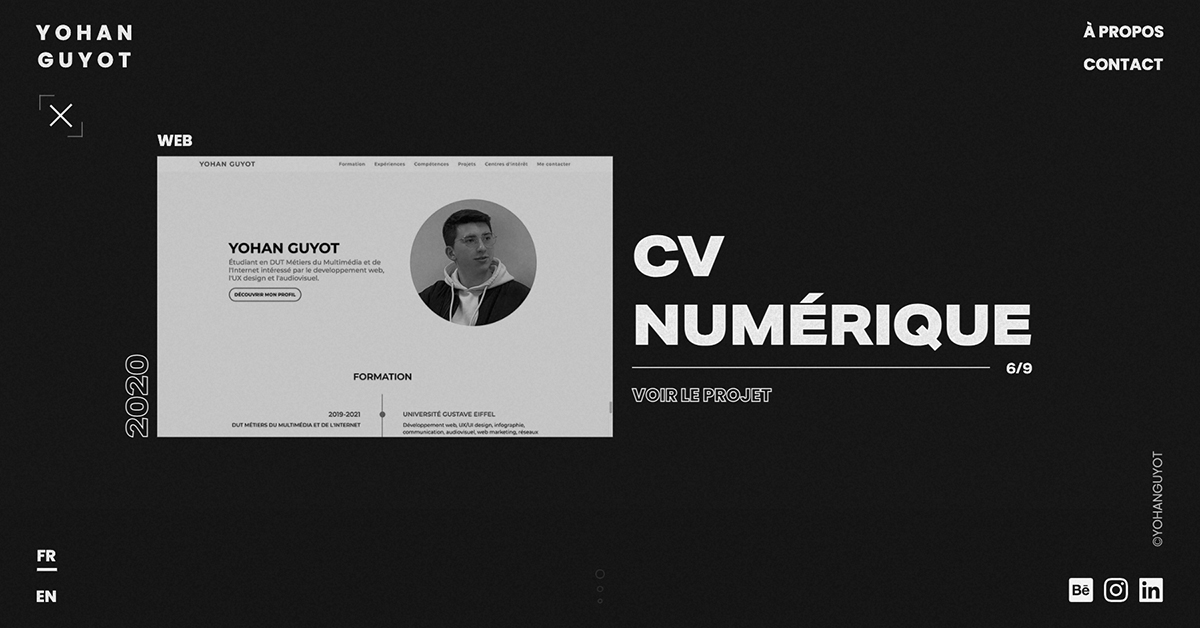 YOHAN
GUYOT
À PROPOS
CONTACT
WEB
YOHAN GUYOT
Formation Expériences Compétences Projets Centres d'intérêt Me contacter
YOHAN GUYOT
Étudiant en DUT Métiers du Multimédia et de
l'Internet intéressé par le developpement web,
l'UX design et l'audiovisuel.
DÉCOUVRIR MON PROFIL
FORMATION
2019-2021
DUT MÉTIERS DU MULTIMÉDIA ET DE L'INTERNET
UNIVERSITÉ GUSTAVE EIFFEL
Développement web, UX/UI design, infographie,
communication, audiovisuel, web marketing, réseaux
2020
CV
NUMÉRIQUE
6/9
VOIR LE PROJET
©YOHANGUYOT
FR
EN
Bē
in